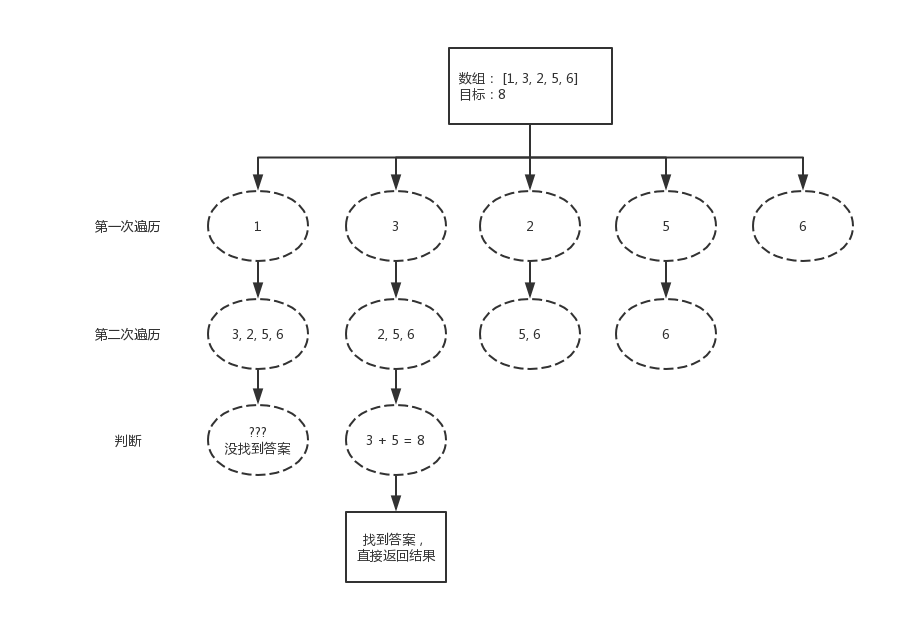 数组： [1, 3, 2, 5, 6]
目标：8
第一次遍历
1
3
2
5
6
第二次遍历
3, 2, 5, 6
2, 5, 6
5, 6
6
判断
???
没找到答案
3 + 5 = 8
找到答案，
直接返回结果